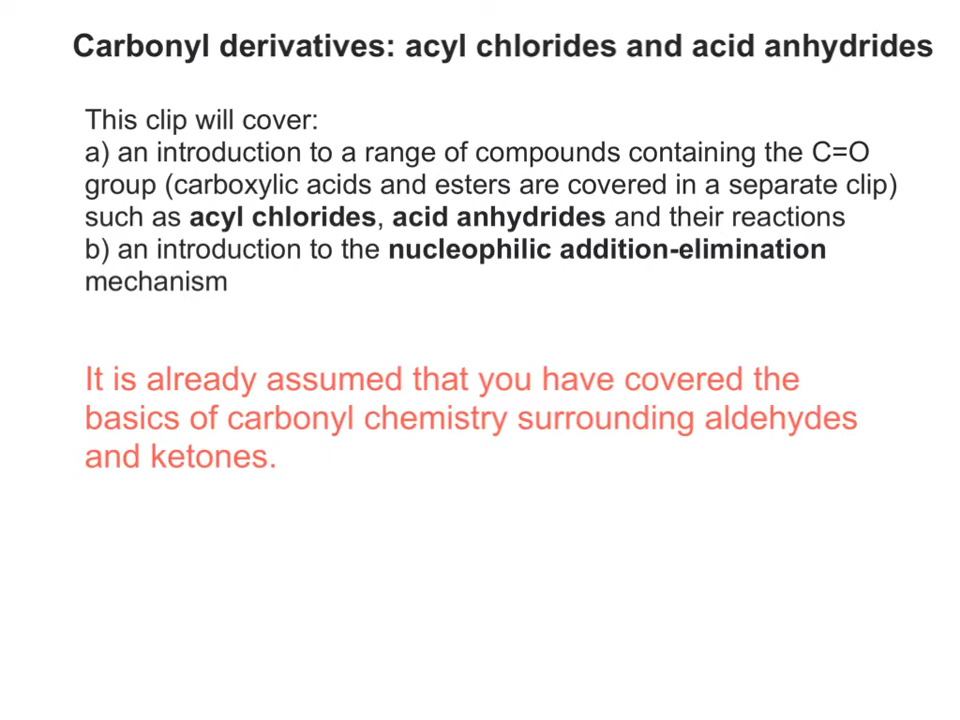 Carbonyl derivatives: acyl chlorides and acid anhydrides
This clip will cover:
a) an introduction to a range of compounds containing the C=O
group (carboxylic acids and esters are covered in a separate clip)
such as acyl chlorides, acid anhydrides and their reactions
b) an introduction to the nucleophilic addition-elimination
mechanism
It is already assumed that you have covered the
basics of carbonyl chemistry surrounding aldehydes
and ketones.